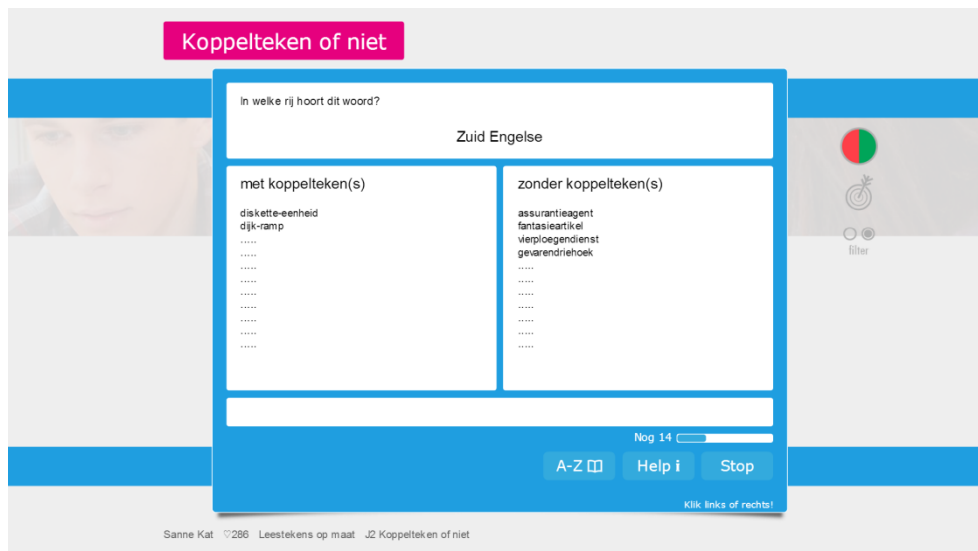 Koppelteken of niet
In welke rij hoort dit woord?
Zuid Engelse
met koppelteken(s)
diskette-eenheid
dijk-ramp
.....
.....
.....
.....
.....
.....
.....
.....
.....
zonder koppelteken(s)
assurantieagent
fantasieartikel
vierploegendienst
gevarendriehoek
.....
.....
.....
.....
.....
.....
.....
filter
Nog 14
A-Z
Help i
Stop
Klik links of rechts!
Sanne Kat ♡286 Leestekens op maat J2 Koppelteken of niet